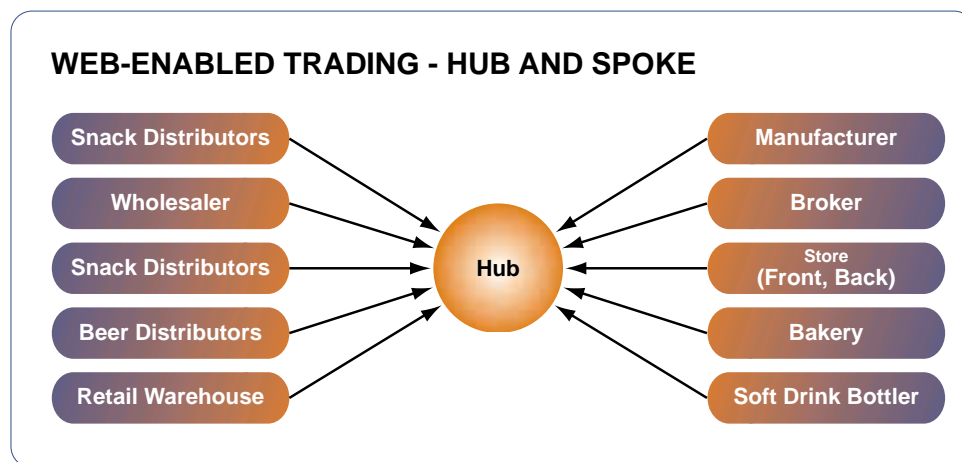 WEB-ENABLED TRADING - HUB AND SPOKE
Snack Distributors
Wholesaler
Snack Distributors
Beer Distributors
Retail Warehouse
Hub
Manufacturer
Broker
Store
(Front, Back)
Bakery
Soft Drink Bottler